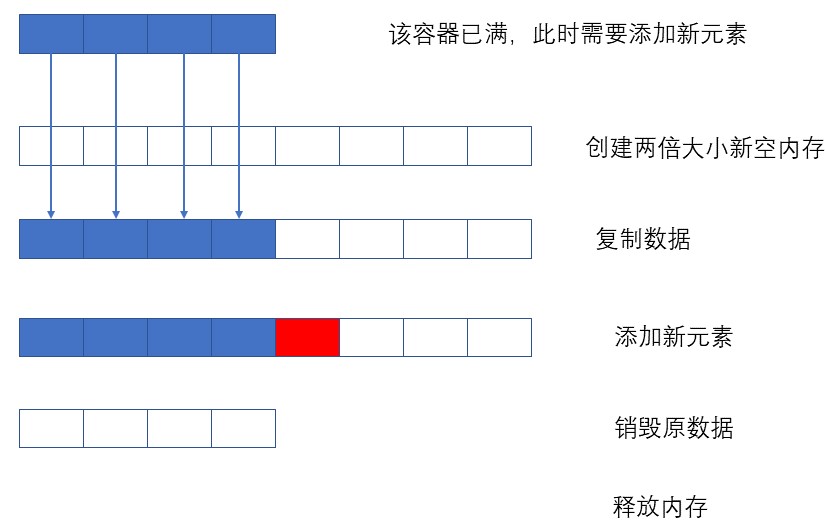 该容器已满，此时需要添加新元素
创建两倍大小新空内存
复制数据
添加新元素
销毁原数据
释放内存